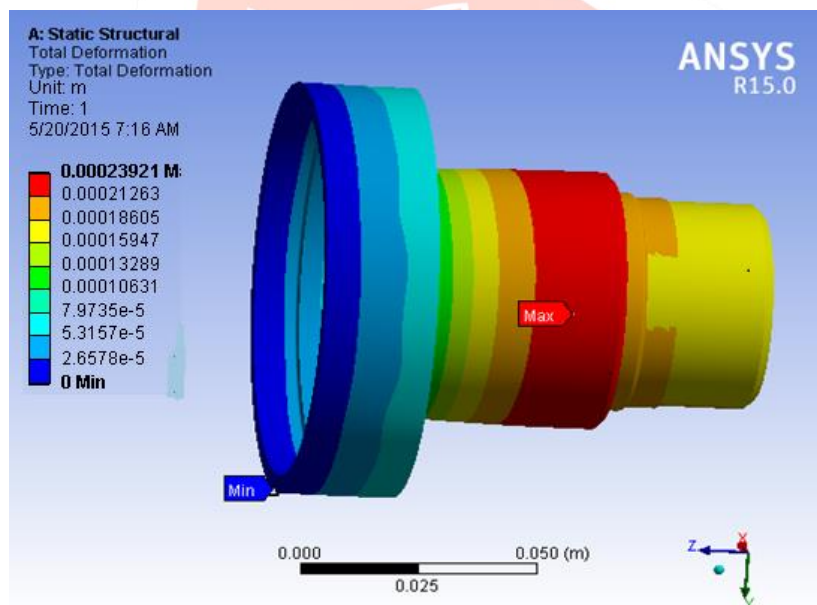 A: Static Structural
Total Deformation
Type: Total Deformation
Unit: m
Time: 1
5/20/2015 7:16 AM
0.00023921 M
0.00021263
0.00018605
0.00015947
0.00013289
0.00010631
7.9735e-5
5.3157e-5
2.6578e-5
0 Min
ANSYS
R15.0
Max
Min
0.000
0.050 (m)
0.025
Z
X
Y